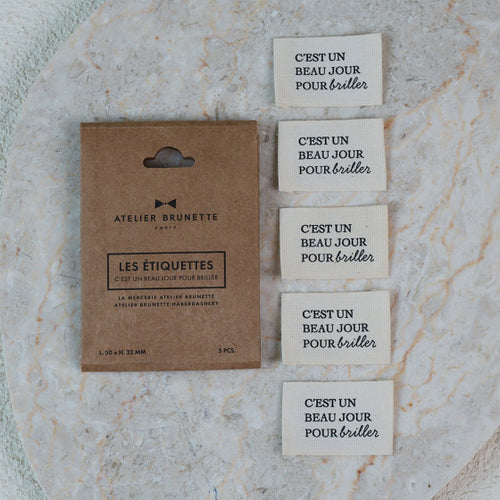 ATELIER BRUNETTE
PARIS
LES ÉTIQUETTES
C'EST UN BEAU JOUR POUR BRILLER
LA MERCERIE ATELIER BRUNETTE
ATELIER BRUNETTE HABERDASHERY
L. 50 x H. 32 MM
5 PCS.
C'EST UN
BEAU JOUR
POUR briller
C'EST UN
BEAU JOUR
POUR briller
C'EST UN
BEAU JOUR
POUR briller
C'EST UN
BEAU JOUR
POUR briller
C'EST UN
BEAU JOUR
POUR briller